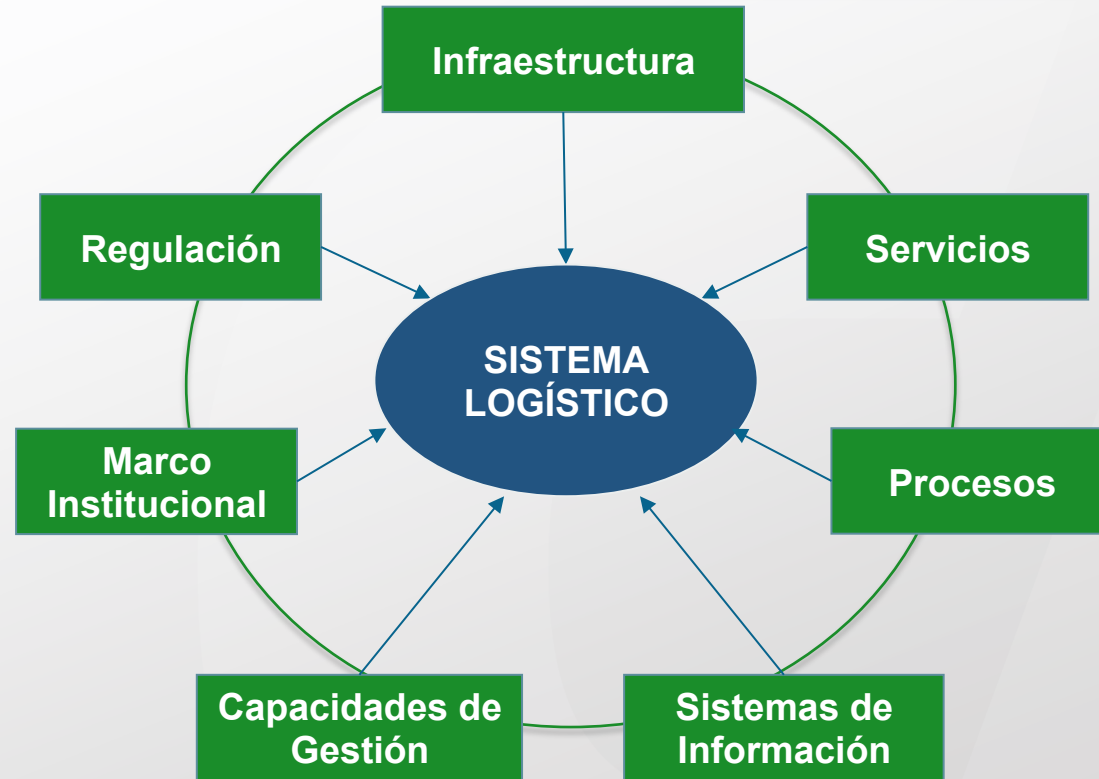 Infraestructura
Regulación
Servicios
SISTEMA
LOGÍSTICO
Marco
Institucional
Procesos
Capacidades de
Gestión
Sistemas de
Información